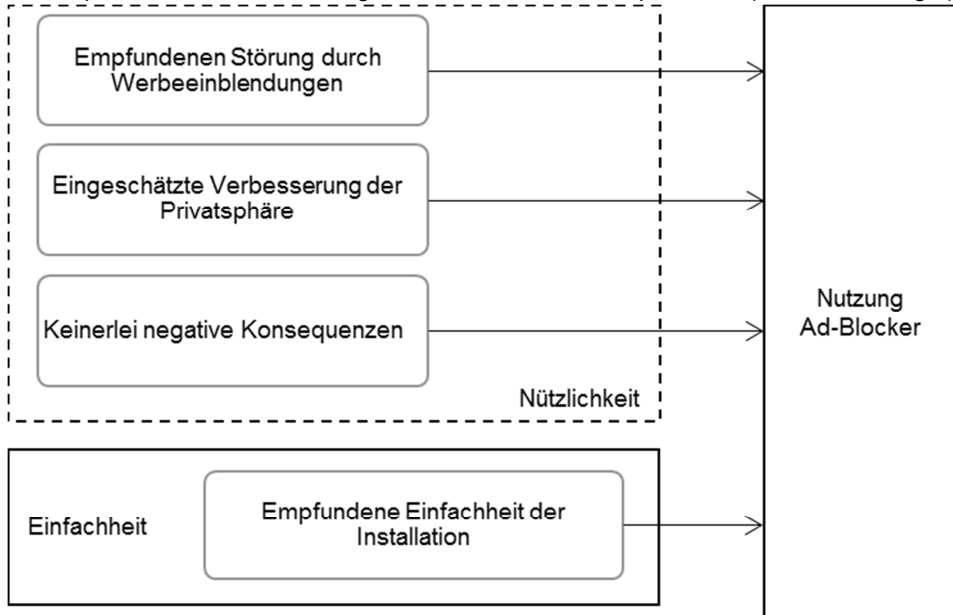 Empfundenen Störung durch
Werbeeinblendungen
Eingeschätzte Verbesserung der
Privatsphäre
Keinerlei negative Konsequenzen
Nützlichkeit
Einfachheit
Empfundene Einfachheit der
Installation
Nutzung
Ad-Blocker